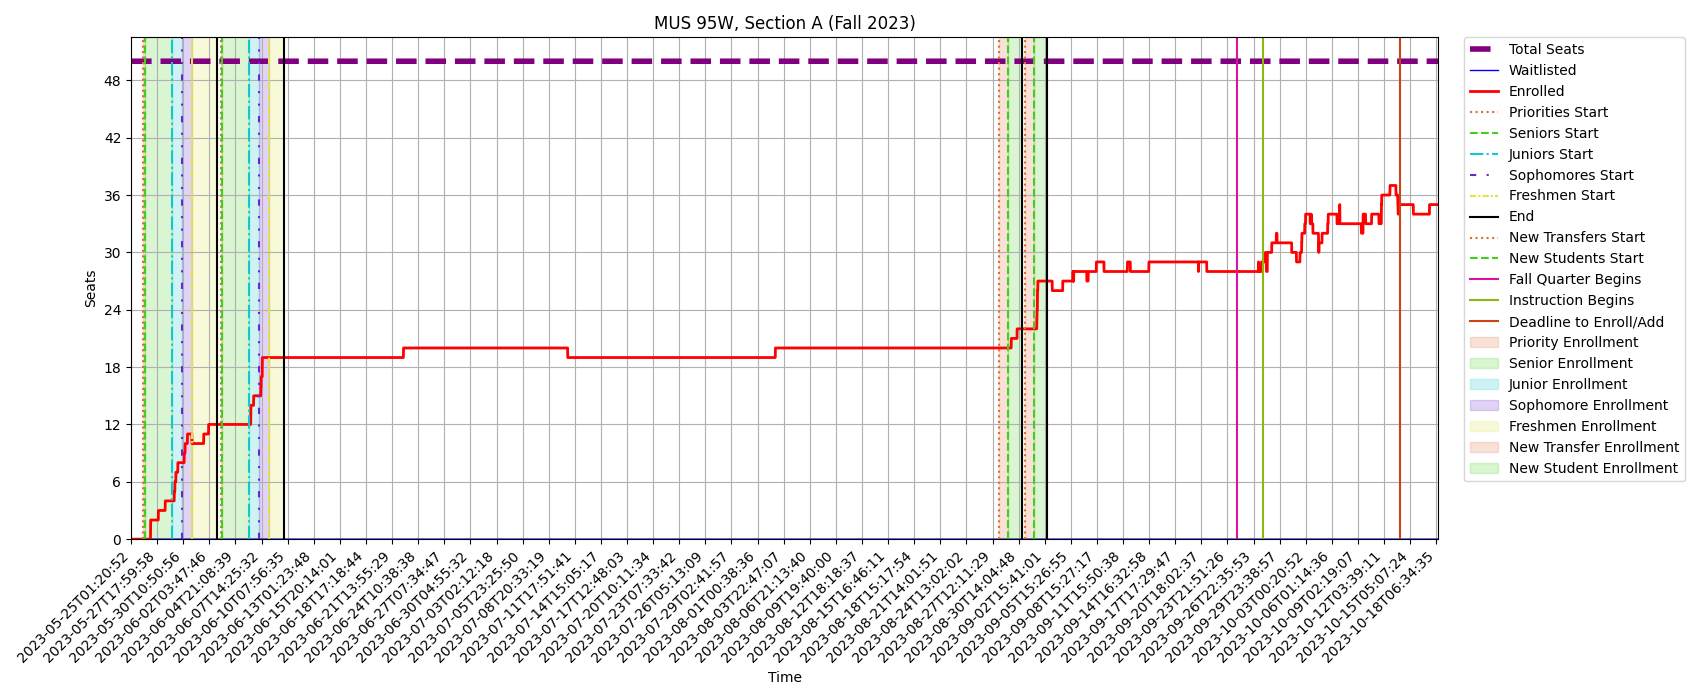 MUS 95W, Section A (Fall 2023)
Seats
48
42
36
30
24
18
12
6
0
2023-05-25T01:20:52
2023-05-27T17:59:58
2023-05-30T10:50:56
2023-06-02T03:47:46
2023-06-04T21:08:39
2023-06-07T14:25:32
2023-06-10T07:56:35
2023-06-13T01:23:48
2023-06-15T20:14:01
2023-06-18T17:18:44
2023-06-21T13:55:29
2023-06-24T10:38:38
2023-06-27T07:34:47
2023-06-30T04:55:32
2023-07-03T02:12:18
2023-07-05T23:25:50
2023-07-08T20:33:19
2023-07-11T17:51:41
2023-07-14T15:05:17
2023-07-17T12:48:03
2023-07-20T10:11:34
2023-07-23T07:33:42
2023-07-26T05:13:09
2023-07-29T02:41:57
2023-08-01T00:38:36
2023-08-03T22:47:07
2023-08-06T21:13:40
2023-08-09T19:40:00
2023-08-12T18:18:37
2023-08-15T16:46:11
2023-08-18T15:17:54
2023-08-21T14:01:51
2023-08-24T13:02:02
2023-08-27T12:11:29
2023-08-30T14:04:48
2023-09-02T15:41:01
2023-09-05T15:26:55
2023-09-08T15:27:17
2023-09-11T15:50:38
2023-09-14T16:32:58
2023-09-17T17:29:47
2023-09-20T18:02:37
2023-09-23T21:51:26
2023-09-26T22:35:53
2023-09-29T23:38:57
2023-10-03T00:20:52
2023-10-06T01:14:36
2023-10-09T02:19:07
2023-10-12T03:39:11
2023-10-15T05:07:24
2023-10-18T06:34:35
Time
Total Seats
Waitlisted
Enrolled
Priorities Start
Seniors Start
Juniors Start
Sophomores Start
Freshmen Start
End
New Transfers Start
New Students Start
Fall Quarter Begins
Instruction Begins
Deadline to Enroll/Add
Priority Enrollment
Senior Enrollment
Junior Enrollment
Sophomore Enrollment
Freshmen Enrollment
New Transfer Enrollment
New Student Enrollment